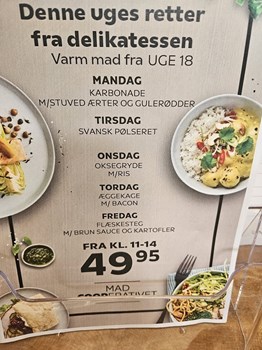 Denne uges retter
fra delikatessen
Varm mad fra UGE 18
MANDAG
KARBONADE
M/STUVED ÆRTER OG GULERØDDER
TIRSDAG
SVANSK PØLSERET
ONSDAG
OKSEGRYDE
M/RIS
TORDAG
ÆGGEKAGE
M/ BACON
FREDAG
FLÆSKESTEG
M/ BRUN SAUCE OG KARTOFLER
FRA KL. 11-14
49.95
MAD
COOPERATIVET